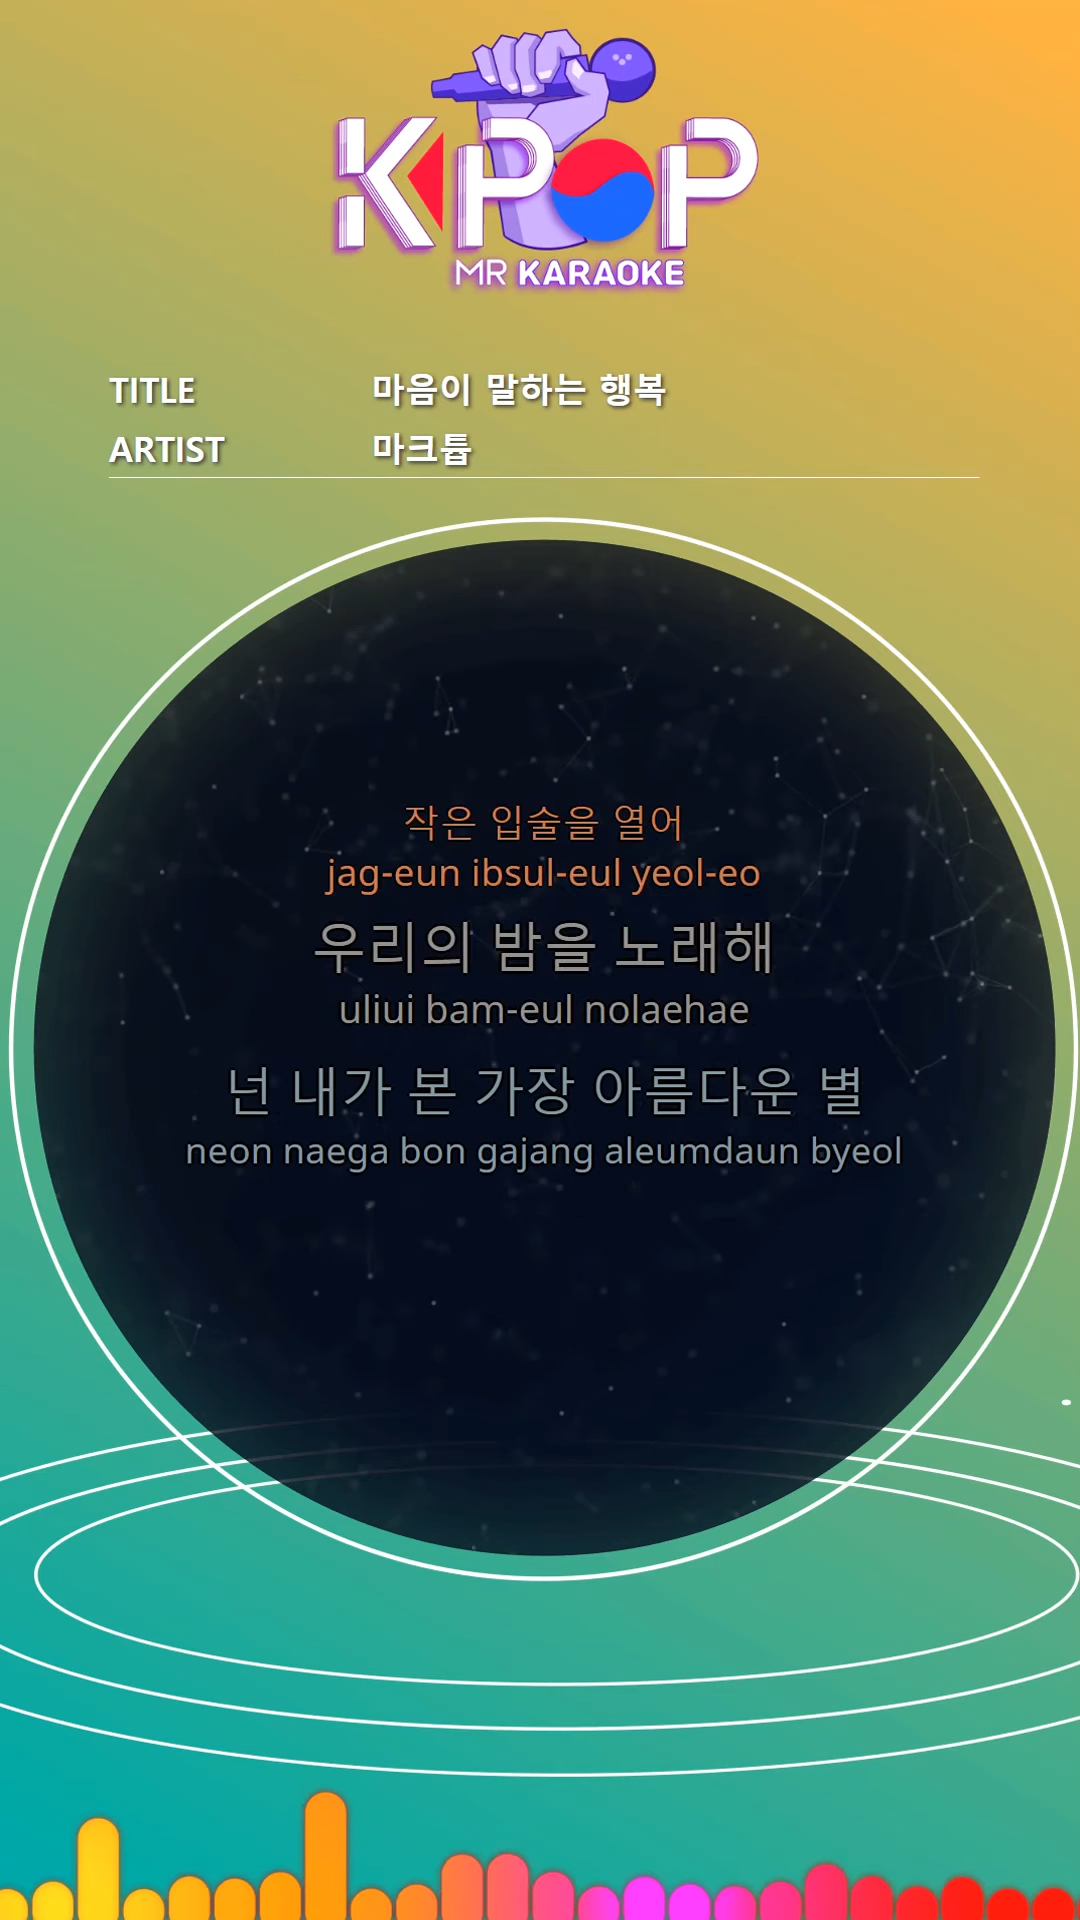 KPOP
MR KARAOKE
TITLE 마음이 말하는 행복
ARTIST 마크툽
작은 입술을 열어
jag-eun ibsul-eul yeol-eo
우리의 밤을 노래해
uliui bam-eul nolaehae
넌 내가 본 가장 아름다운 별
neon naega bon gajang aleumdaun byeol